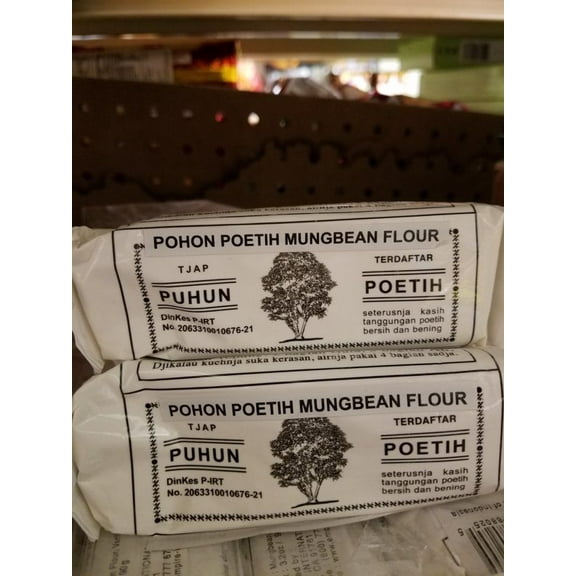 POHON POETIH MUNGBEAN FLOUR
TJAP
PUHUN
DinKes P-IRT
No. 2063310010676-21
TERDAFTAR
POETIH
seterusnja kasih
tanggungan poetih
bersih dan bening
Djikalau kuehnja suka kerasan, airnja pakai 4 bagian sadja.
POHON POETIH MUNGBEAN FLOUR
TJAP
PUHUN
DinKes P-IRT
No. 2063310010676-21
TERDAFTAR
POETIH
seterusnja kasih
tanggungan poetih
bersih dan bening